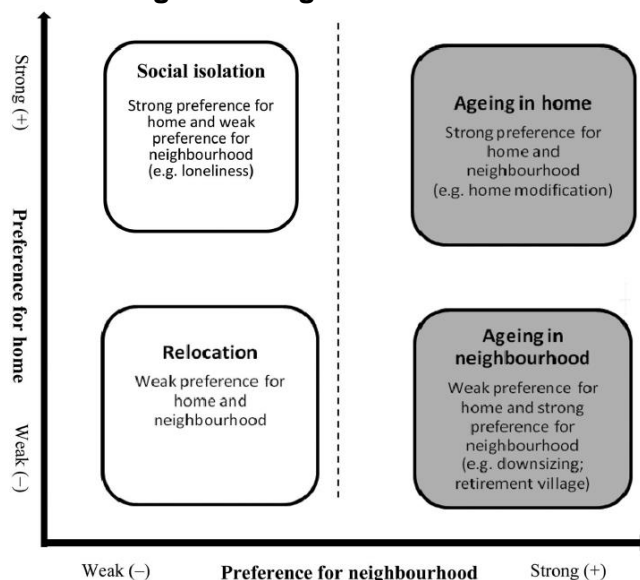 Social isolation
Strong preference for
home and weak
preference for
neighbourhood
(e.g. loneliness)
Ageing in home
Strong preference for
home and
neighbourhood
(e.g. home modification)
Relocation
Weak preference for
home and
neighbourhood
Ageing in
neighbourhood
Weak preference for
home and strong
preference for
neighbourhood
(e.g. downsizing;
retirement village)
Strong (+)
Preference for home
Weak (–)
Weak (–)
Preference for neighbourhood
Strong (+)